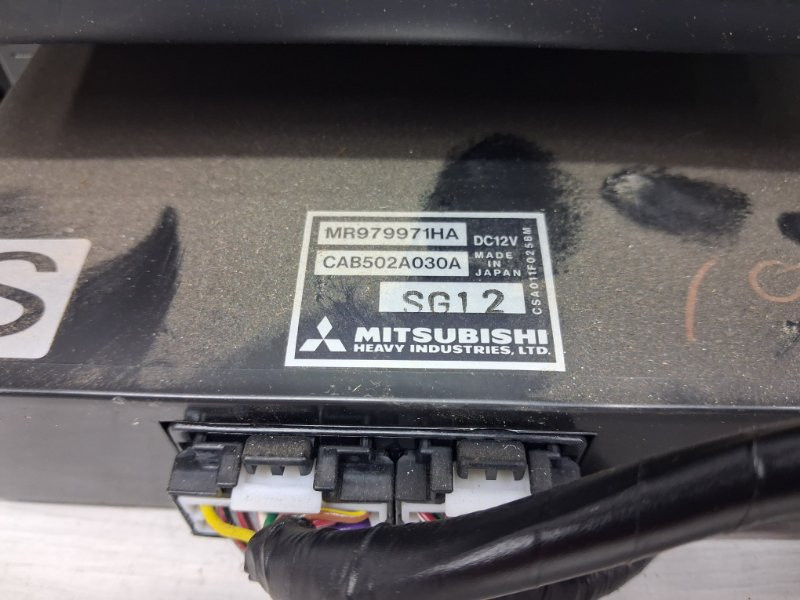 MR979971HA
DC12V
CAB502A030A
MADE
IN
JAPAN
SG12
CSA011F025BM
MITSUBISHI
HEAVY INDUSTRIES, LTD.
S